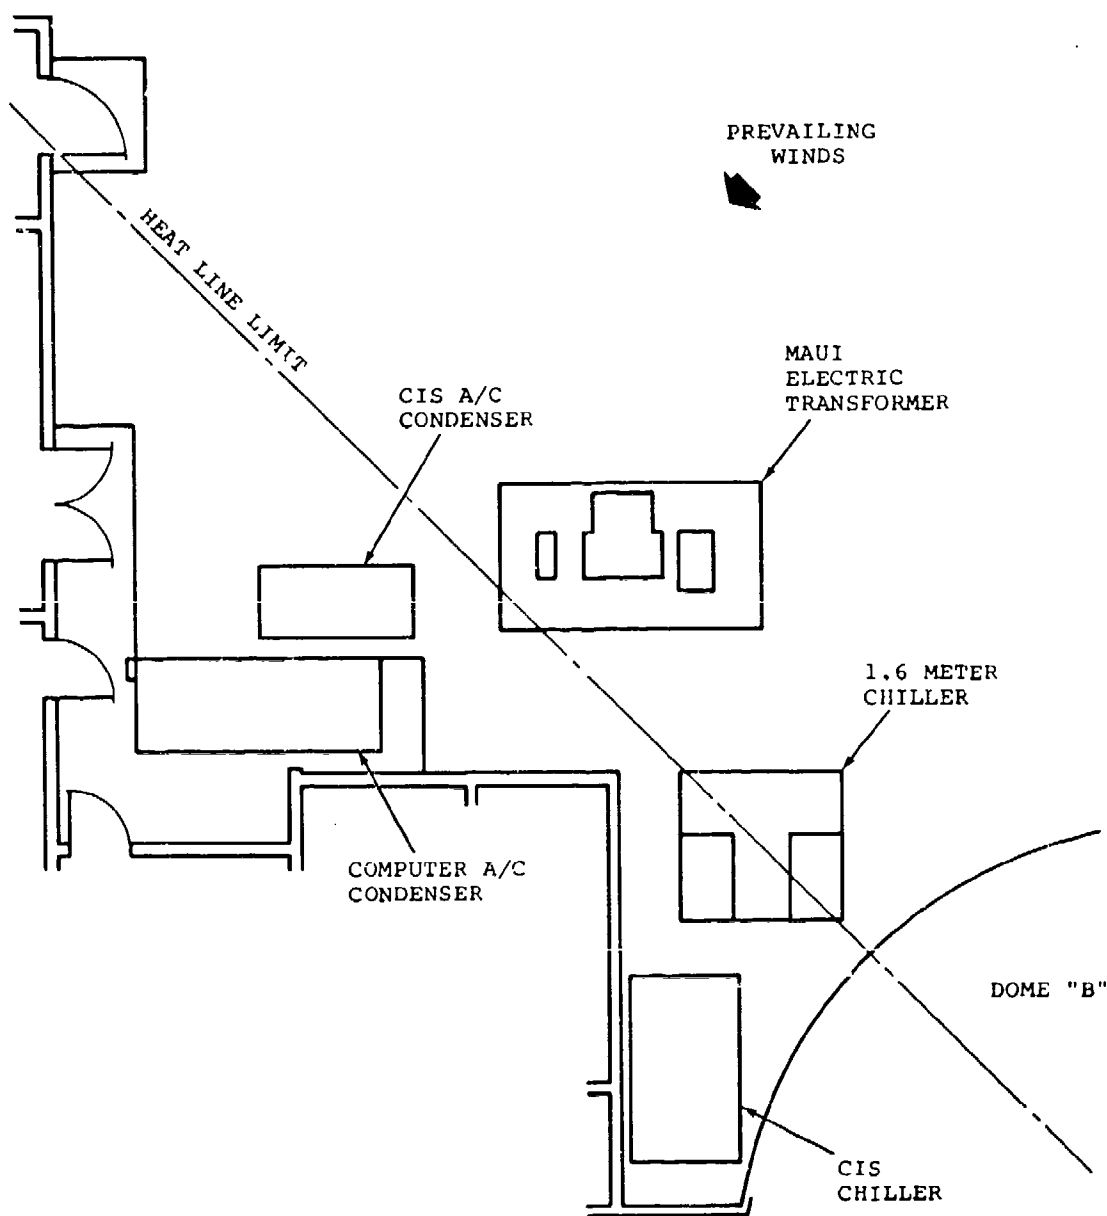 PREVAILING
WINDS
HEAT LINE LIMIT
MAUI
ELECTRIC
TRANSFORMER
CIS A/C
CONDENSER
1.6 METER
CHILLER
COMPUTER A/C
CONDENSER
DOME "B"
CIS
CHILLER